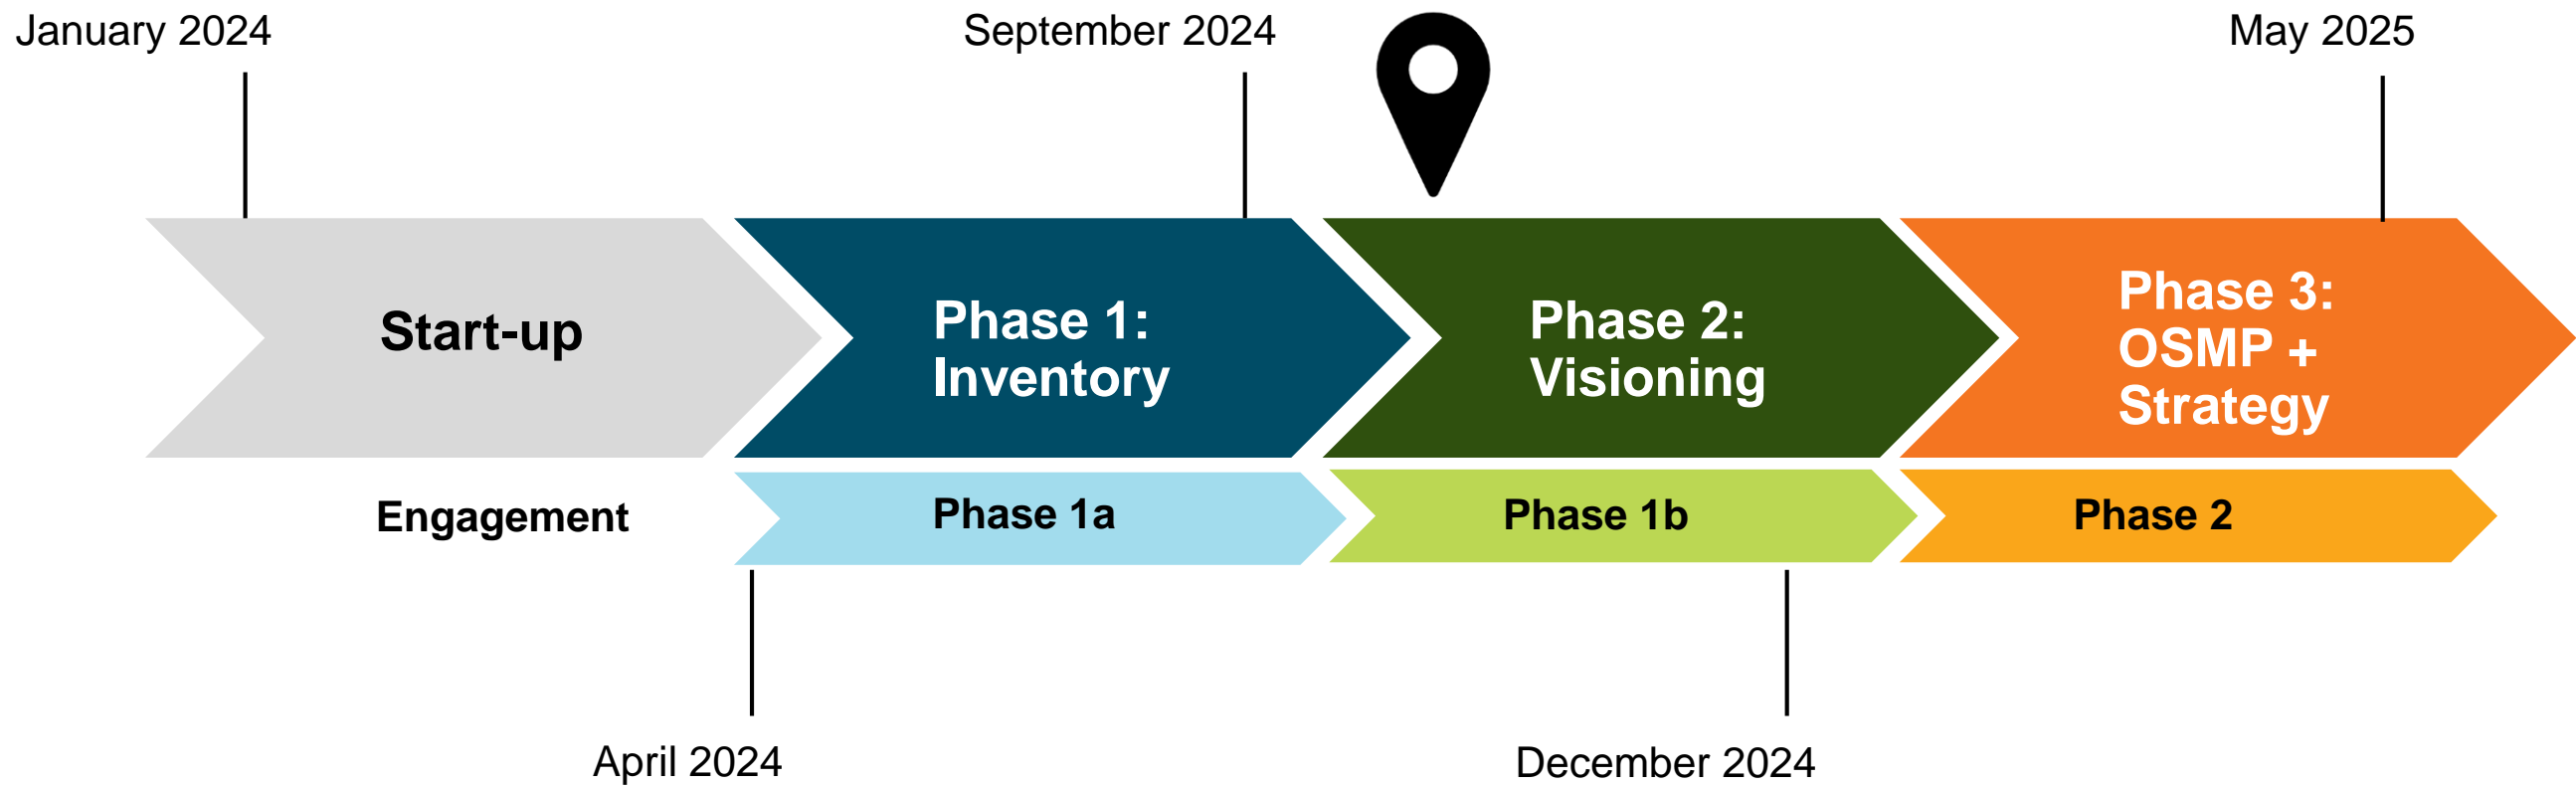 January 2024
September 2024
May 2025
Start-up
Phase 1:
Inventory
Phase 2:
Visioning
Phase 3:
OSMP +
Strategy
Engagement
Phase 1a
Phase 1b
Phase 2
April 2024
December 2024